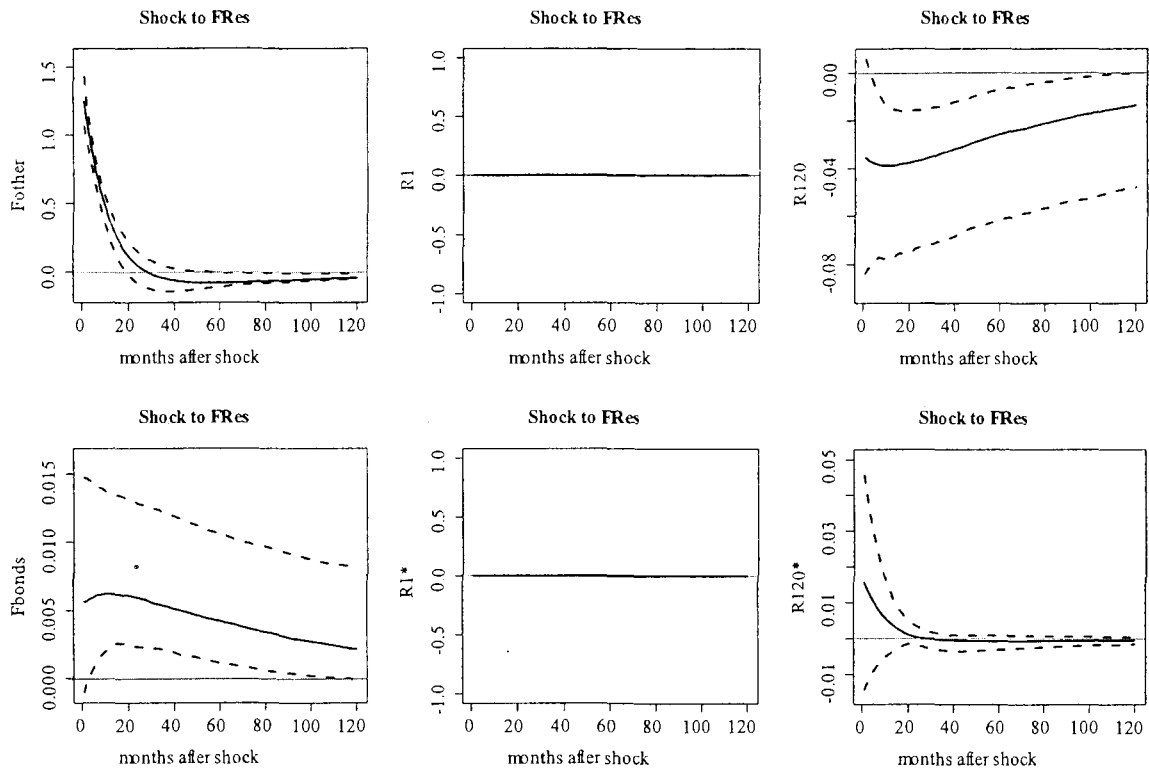 Shock to FRes
Fother
1.5
1.0
0.5
0.0
0 20 40 60 80 100 120
months after shock
Shock to FRes
R1
1.0
0.5
0.0
-0.5
-1.0
0 20 40 60 80 100 120
months after shock
Shock to FRes
R120
0.00
-0.04
-0.08
0 20 40 60 80 100 120
months after shock
Shock to FRes
Fbonds
0.015
0.010
0.005
0.000
0 20 40 60 80 100 120
months after shock
Shock to FRes
R1*
1.0
0.5
0.0
-0.5
-1.0
0 20 40 60 80 100 120
months after shock
Shock to FRes
R120*
0.05
0.03
0.01
-0.01
0 20 40 60 80 100 120
months after shock